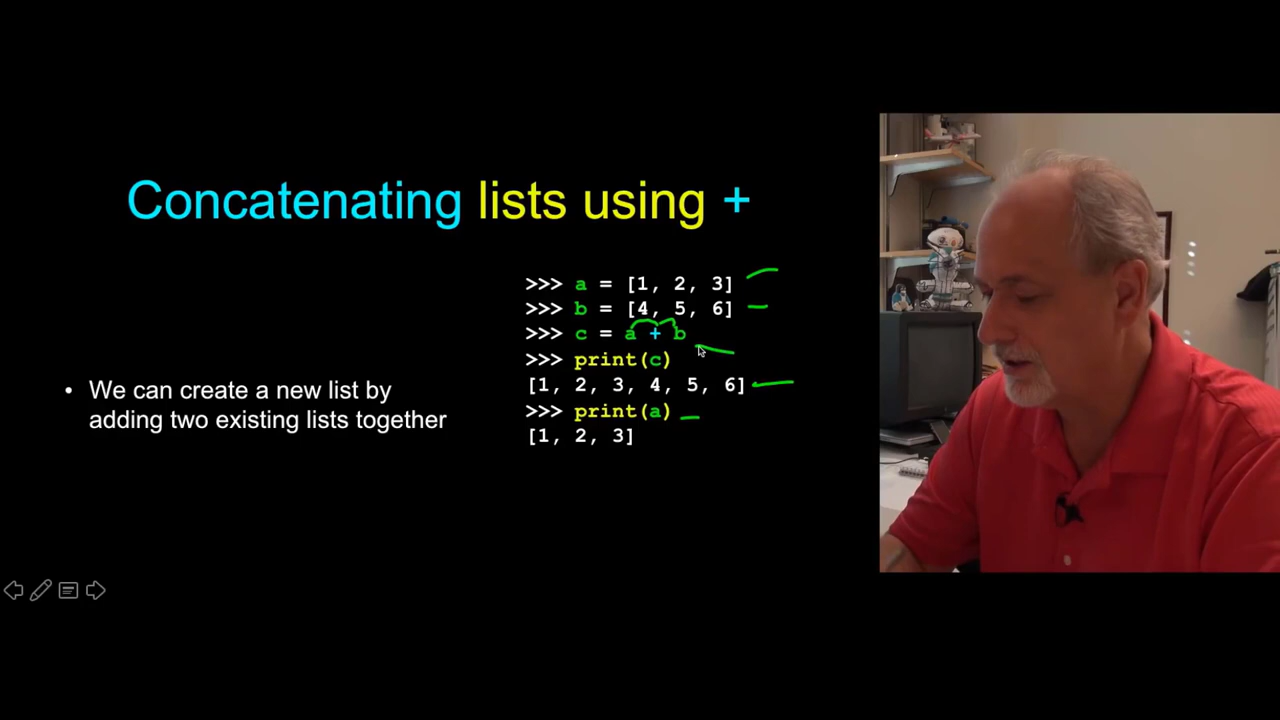 Concatenating lists using +
• We can create a new list by
adding two existing lists together
>>> a = [1, 2, 3]
>>> b = [4, 5, 6]
>>> c = a + b
>>> print(c)
[1, 2, 3, 4, 5, 6]
>>> print(a)
[1, 2, 3]